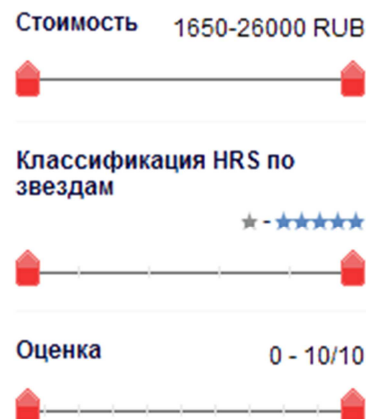 Стоимость 1650-26000 RUB
Классификация HRS по
звездам
★-★★★★★
Оценка 0 - 10/10